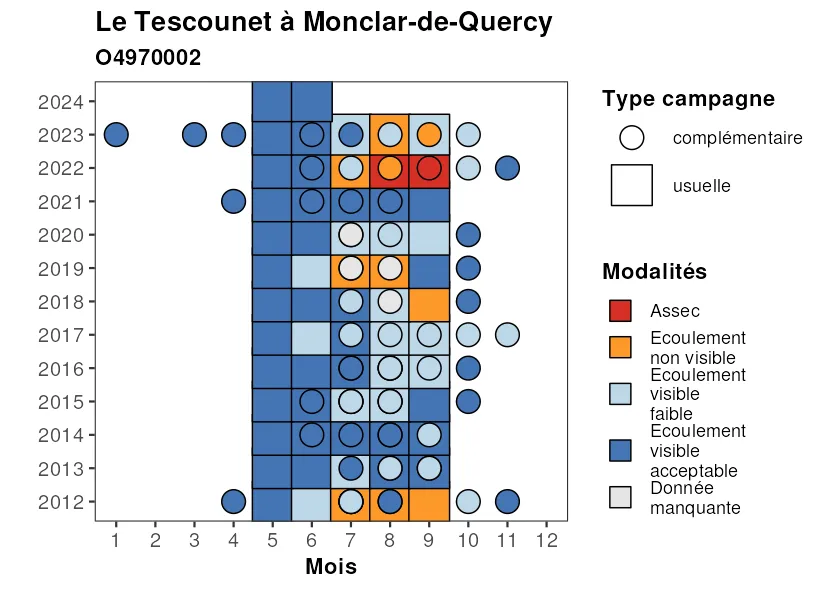 Le Tescounet à Monclar-de-Quercy
O4970002
2024
2023
2022
2021
2020
2019
2018
2017
2016
2015
2014
2013
2012
1 2 3 4 5 6 7 8 9 10 11 12
Mois
Type campagne
complémentaire
usuelle
Modalités
Assec
Ecoulement
non visible
Ecoulement
visible
faible
Ecoulement
visible
acceptable
Donnée
manquante